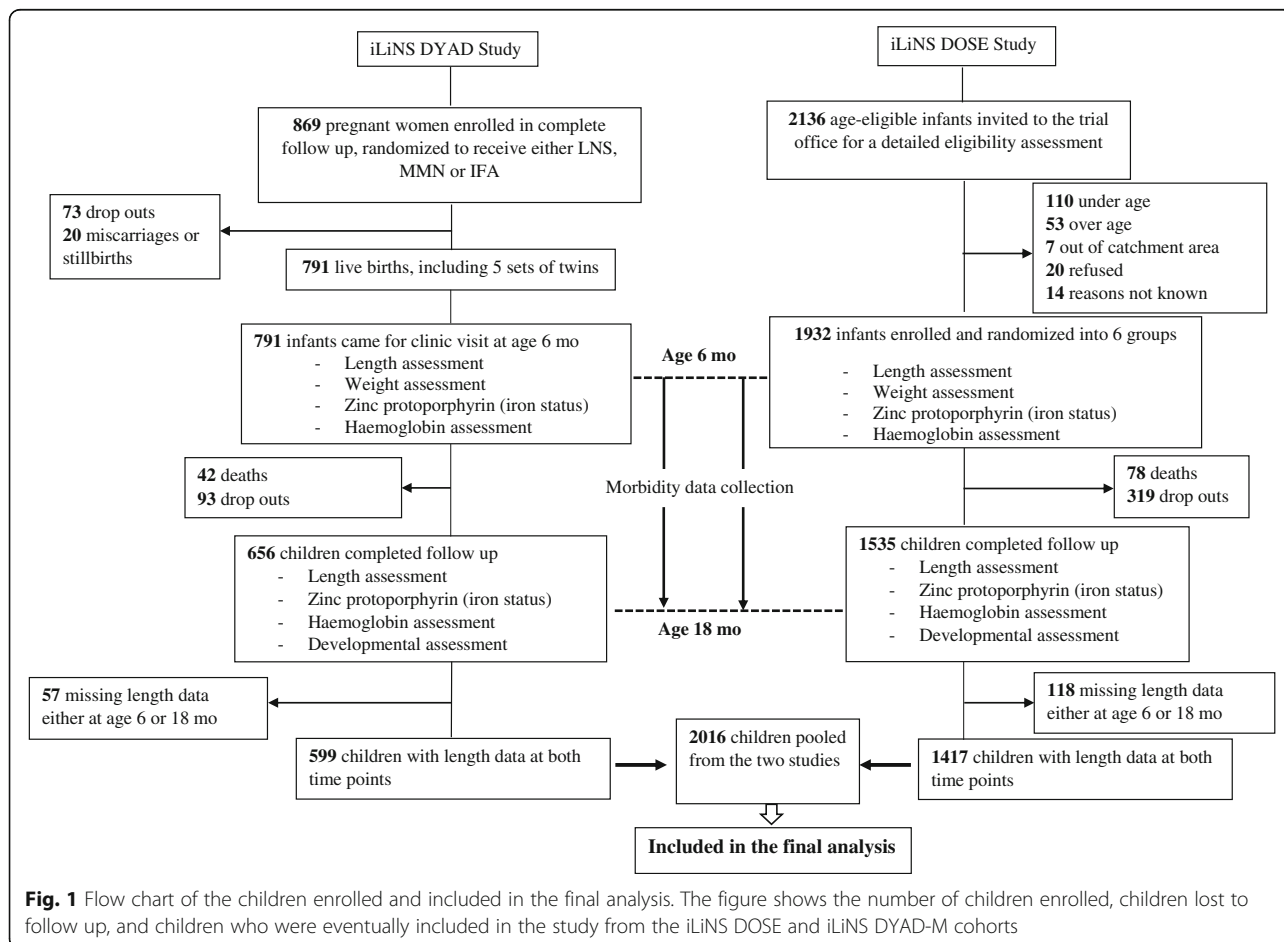 iLiNS DYAD Study
869 pregnant women enrolled in complete
follow up, randomized to receive either LNS,
MMN or IFA
73 drop outs
20 miscarriages or
stillbirths
791 live births, including 5 sets of twins
791 infants came for clinic visit at age 6 mo
- Length assessment
- Weight assessment
- Zinc protoporphyrin (iron status)
- Haemoglobin assessment
42 deaths
93 drop outs
656 children completed follow up
- Length assessment
- Zinc protoporphyrin (iron status)
- Haemoglobin assessment
- Developmental assessment
57 missing length data
either at age 6 or 18 mo
599 children with length data at both
time points
iLiNS DOSE Study
2136 age-eligible infants invited to the trial
office for a detailed eligibility assessment
110 under age
53 over age
7 out of catchment area
20 refused
14 reasons not known
1932 infants enrolled and randomized into 6 groups
- Length assessment
- Weight assessment
- Zinc protoporphyrin (iron status)
- Haemoglobin assessment
78 deaths
319 drop outs
1535 children completed follow up
- Length assessment
- Zinc protoporphyrin (iron status)
- Haemoglobin assessment
- Developmental assessment
118 missing length data
either at age 6 or 18 mo
1417 children with length data at both
time points
Age 6 mo
Morbidity data collection
Age 18 mo
2016 children pooled
from the two studies
Included in the final analysis
Fig. 1 Flow chart of the children enrolled and included in the final analysis. The figure shows the number of children enrolled, children lost to
follow up, and children who were eventually included in the study from the iLiNS DOSE and iLiNS DYAD-M cohorts